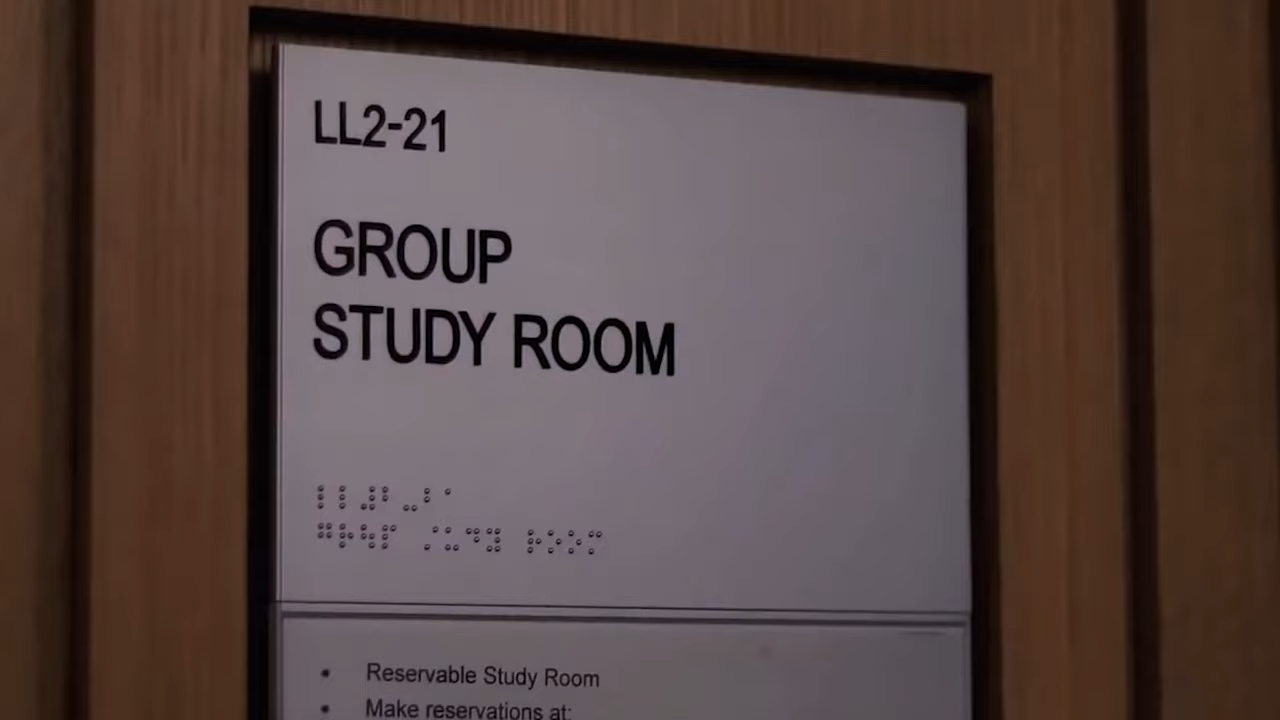 LL2-21
GROUP
STUDY ROOM
⠇⠇⠼⠃⠤⠃⠁
⠛⠗⠳⠏ ⠌⠥⠙⠽ ⠗⠕⠕⠍
• Reservable Study Room
• Make reservations at: